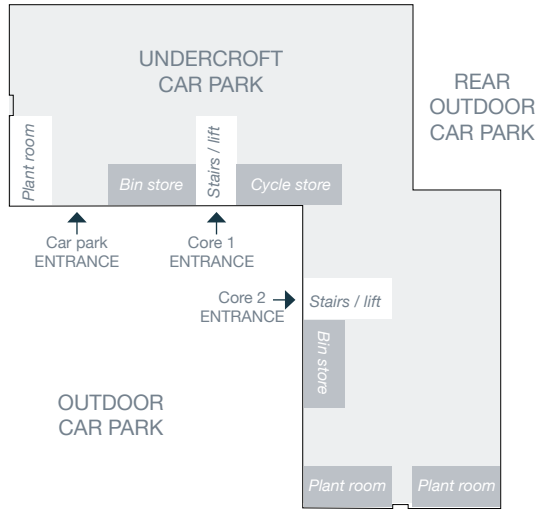 UNDERCROFT
CAR PARK
REAR
OUTDOOR
CAR PARK
Plant room
Bin store
Stairs / lift
Cycle store
Car park
ENTRANCE
Core 1
ENTRANCE
Core 2
ENTRANCE
Stairs / lift
Bin store
OUTDOOR
CAR PARK
Plant room
Plant room